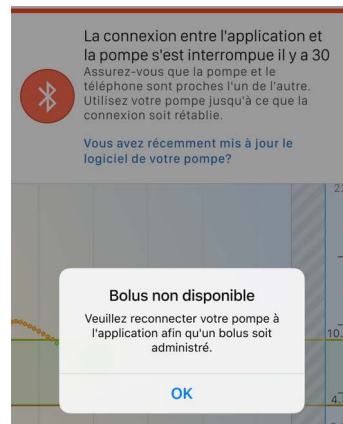 La connexion entre l'application et
la pompe s'est interrompue il y a 30
Assurez-vous que la pompe et le
téléphone sont proches l'un de l'autre.
Utilisez votre pompe jusqu'à ce que la
connexion soit rétablie.
Vous avez récemment mis à jour le
logiciel de votre pompe?
Bolus non disponible
Veuillez reconnecter votre pompe à
l'application afin qu'un bolus soit
administré.
10.
OK